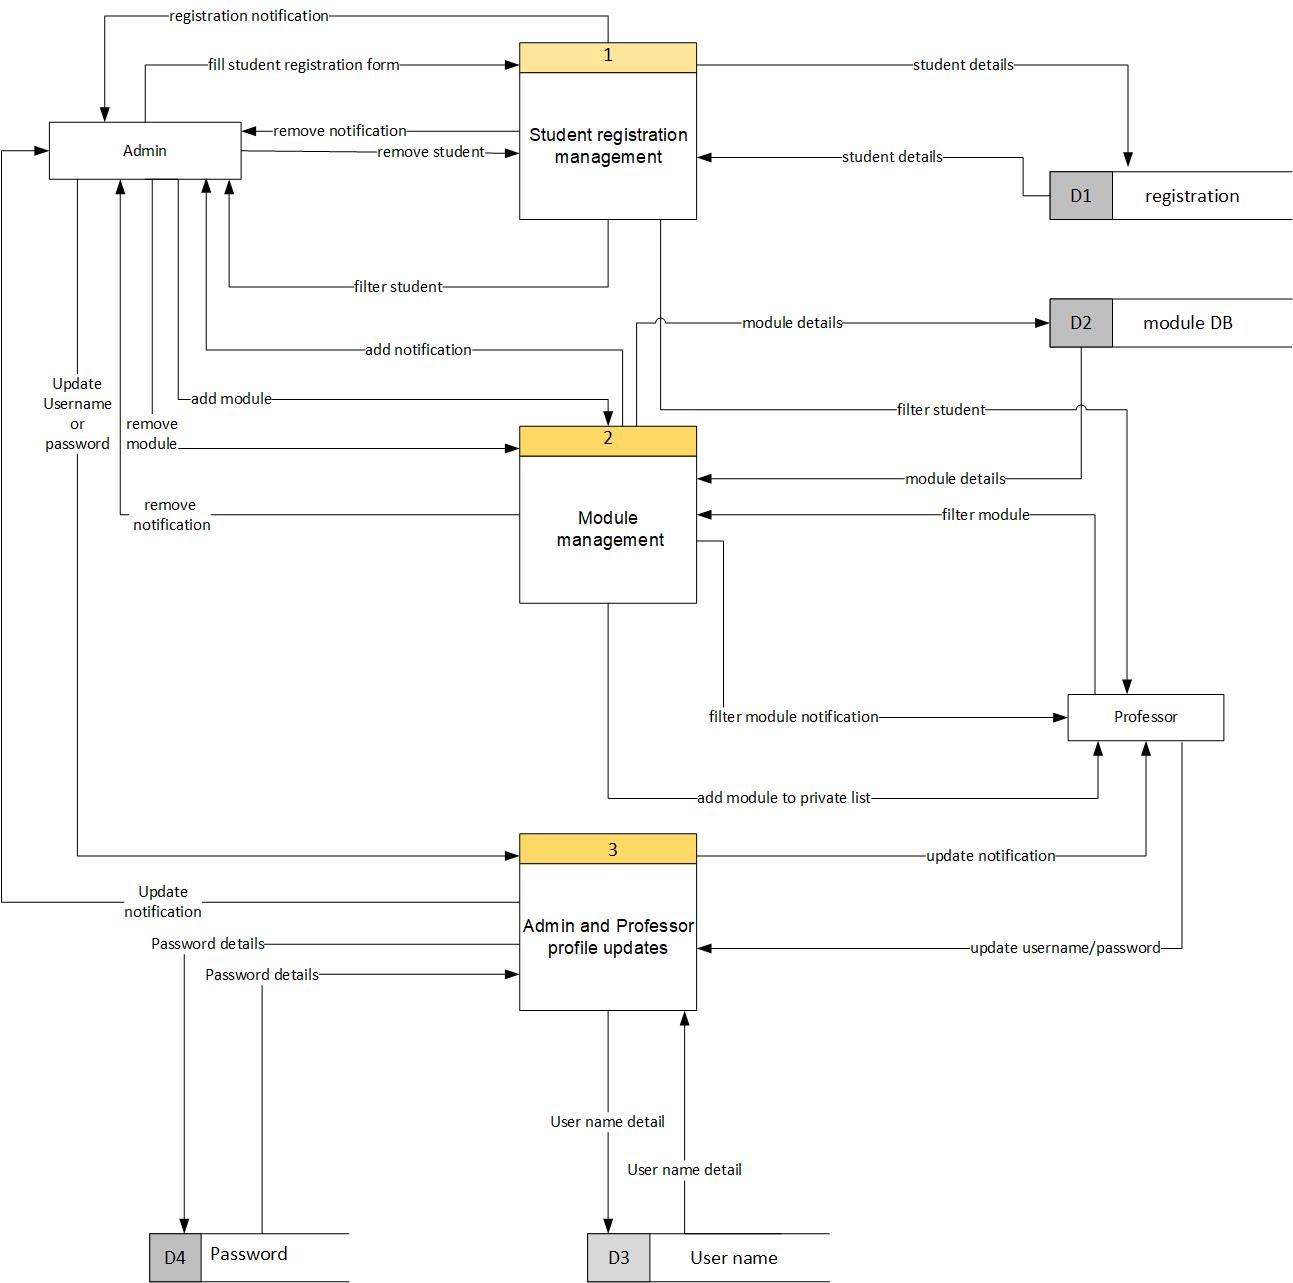 registration notification
1
fill student registration form
student details
remove notification
Student registration
management
Admin
remove student
student details
D1
registration
filter student
module details
D2
module DB
add notification
Update
Username
or
password
add module
filter student
remove
module
2
module details
remove
notification
filter module
Module
management
filter module notification
Professor
add module to private list
3
update notification
Update
notification
Admin and Professor
profile updates
Password details
update username/password
Password details
User name detail
User name detail
D4
Password
D3
User name